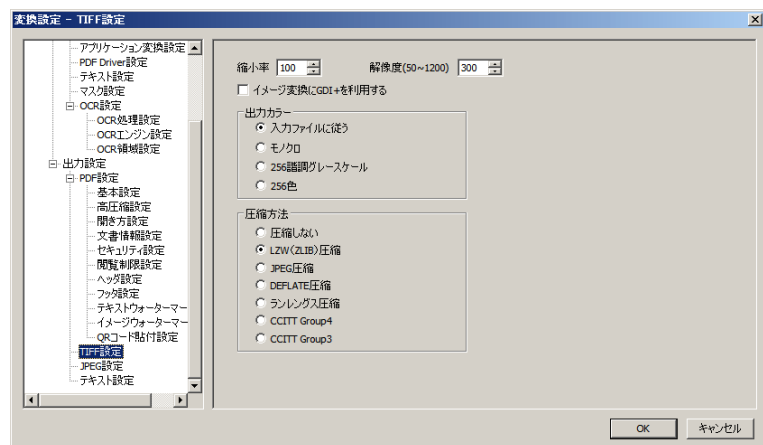 変換設定 - TIFF設定
アプリケーション変換設定
PDF Driver設定
テキスト設定
マスク設定
OCR設定
OCR処理設定
OCRエンジン設定
OCR領域設定
出力設定
PDF設定
基本設定
高圧縮設定
開き方設定
文書情報設定
セキュリティ設定
閲覧制限設定
ヘッダ設定
フッタ設定
テキストウォーターマー
イメージウォーターマー
QRコード貼付設定
TIFF設定
JPEG設定
テキスト設定
縮小率 100 解像度(50~1200) 300
イメージ変換にGDI+を利用する
出力カラー
入力ファイルに従う
モノクロ
256諧調グレースケール
256色
圧縮方法
圧縮しない
LZW(ZLIB)圧縮
JPEG圧縮
DEFLATE圧縮
ランレングス圧縮
CCITT Group4
CCITT Group3
OK キャンセル